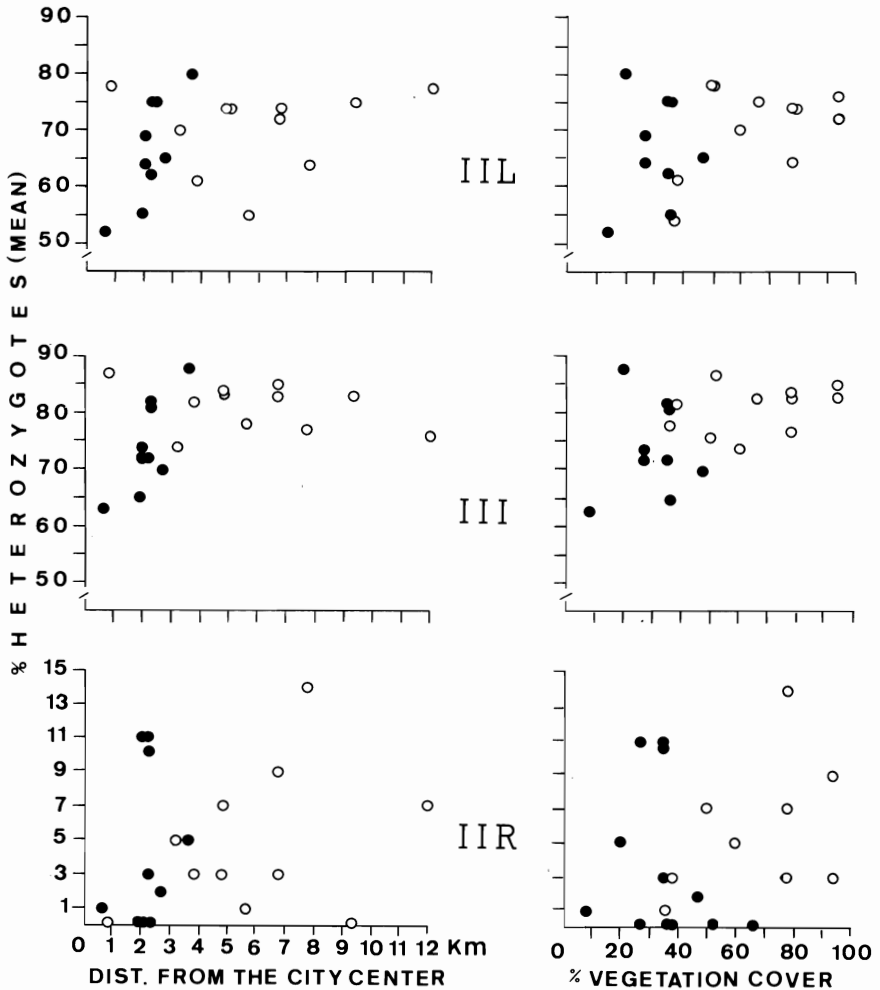 90
80
70
60
50
IIL
90
80
70
60
50
III
% HETEROZYGOTES (MEAN)
15
13
11
9
7
5
3
1
IIR
0 1 2 3 4 5 6 7 8 9 10 11 12 Km
0 20 40 60 80 100
DIST. FROM THE CITY CENTER
% VEGETATION COVER